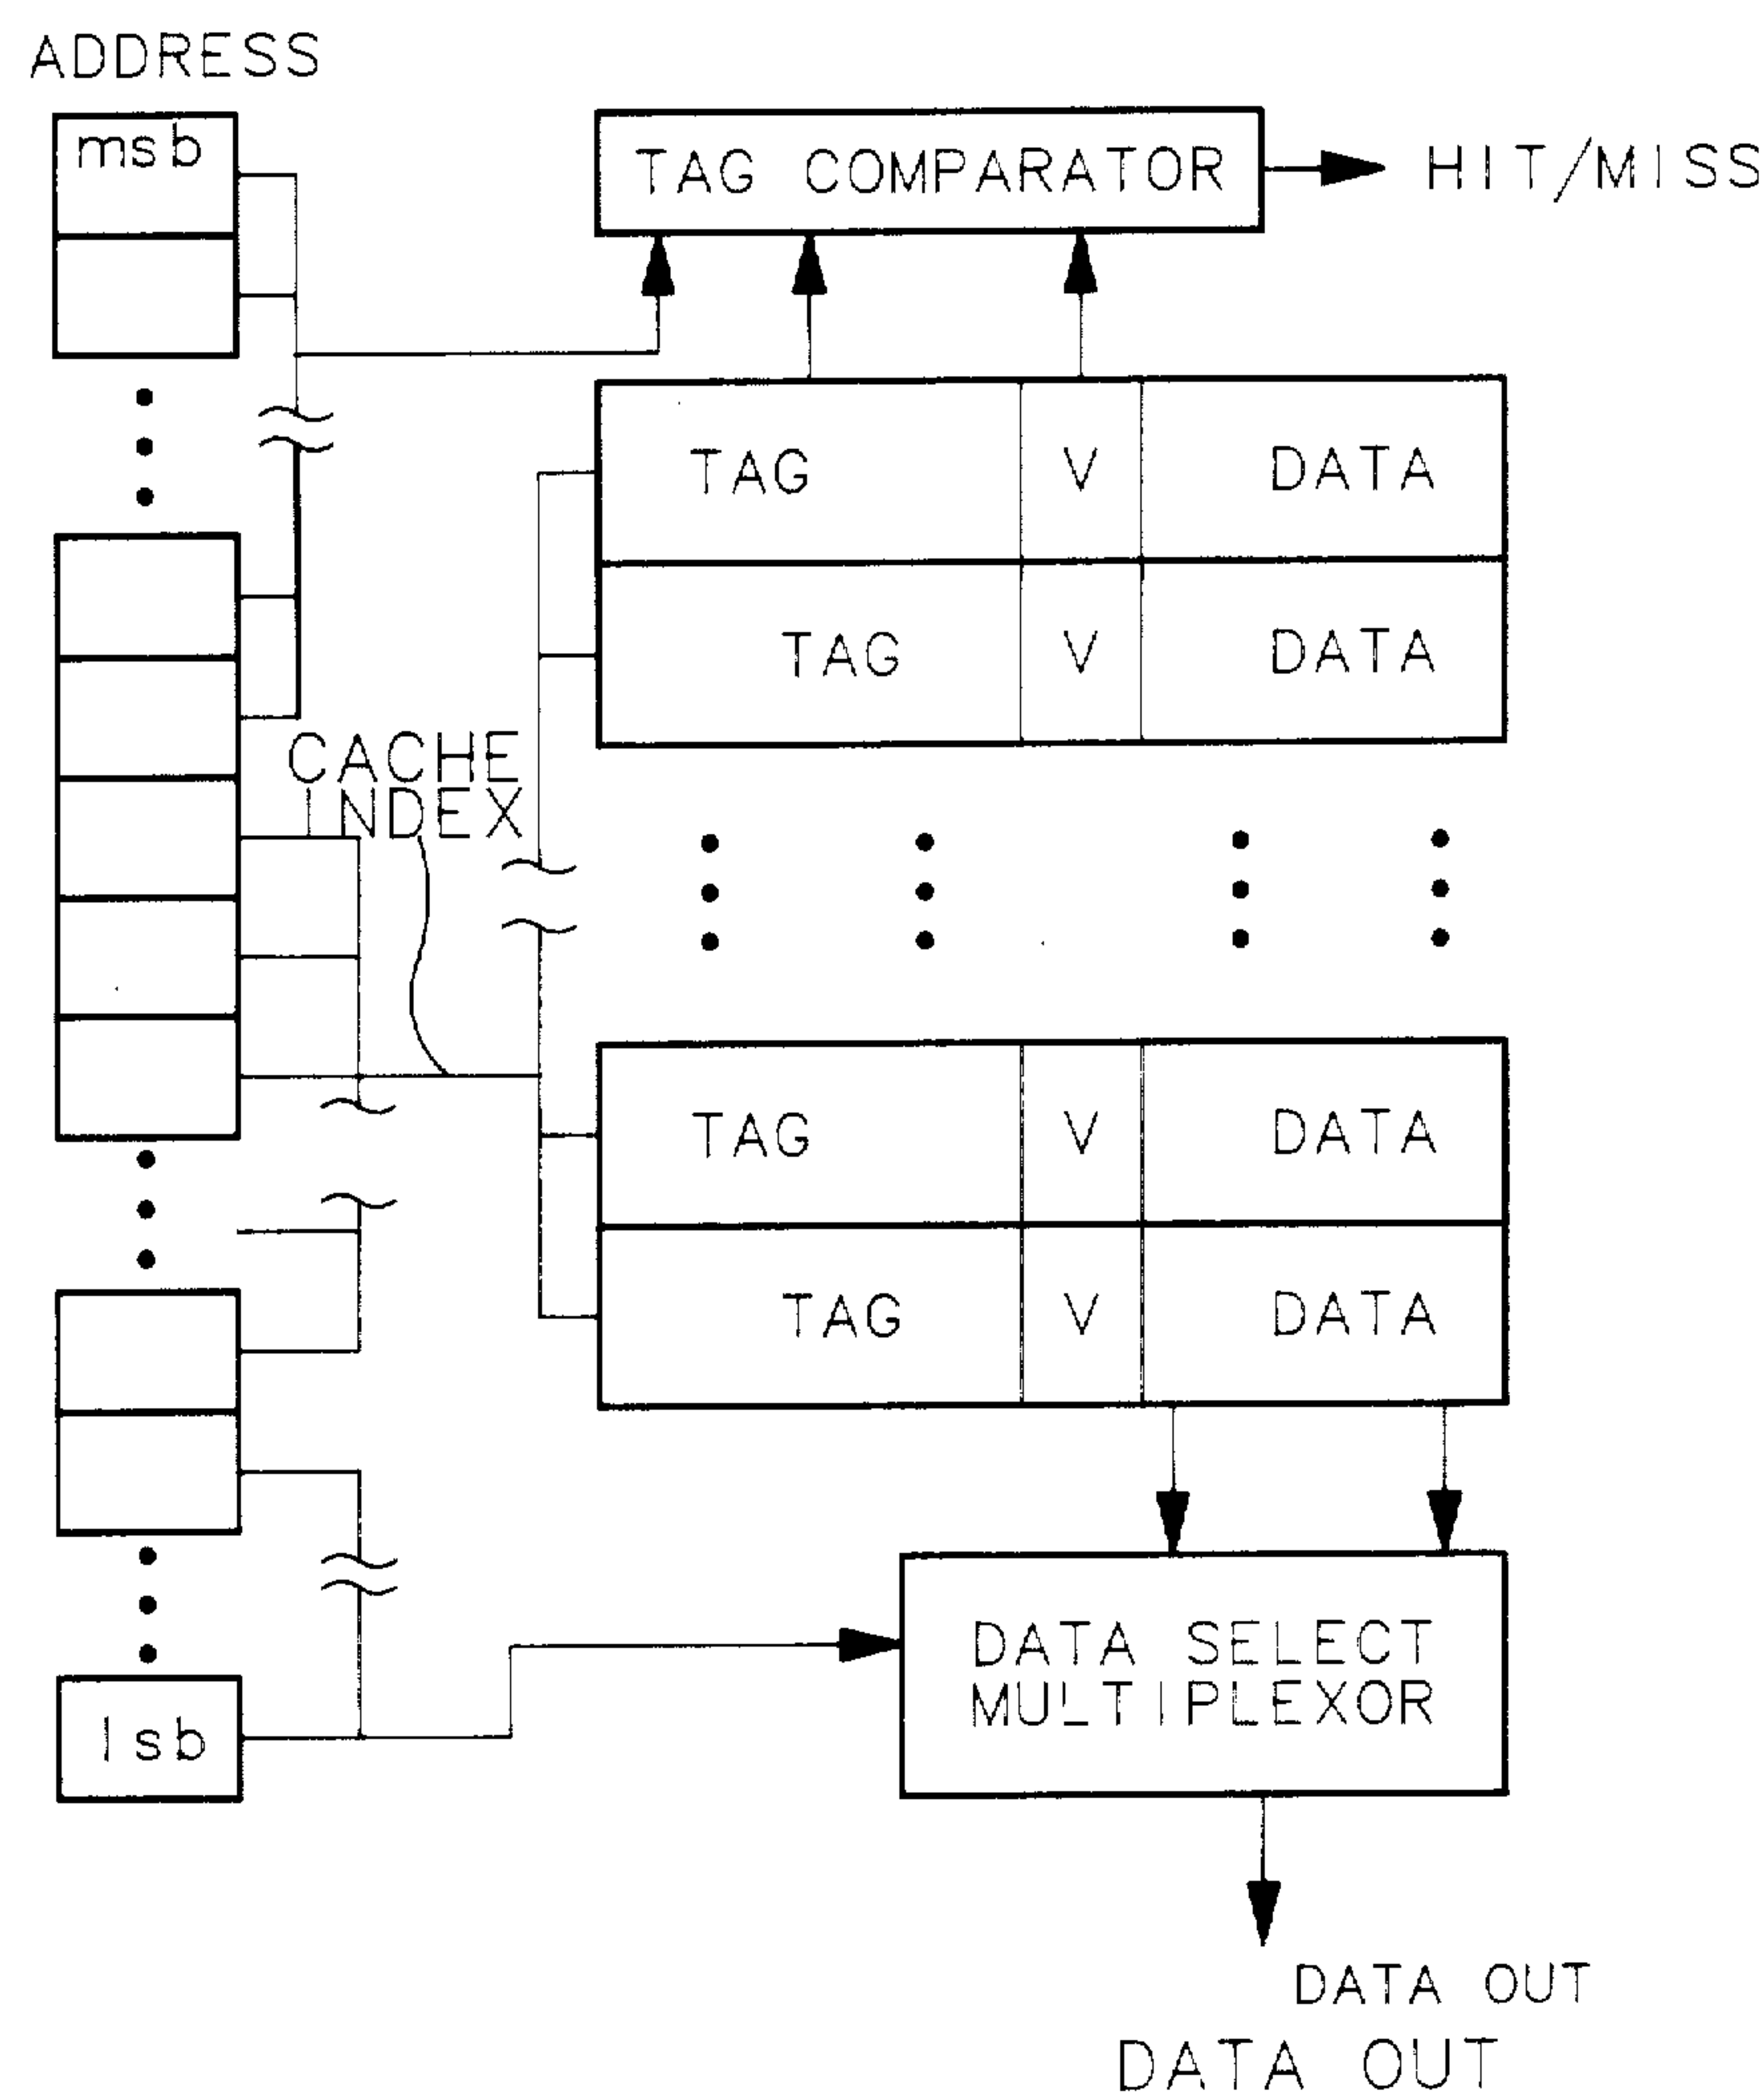 ADDRESS
msb
TAG COMPARATOR
HIT/MISS
TAG V DATA
TAG V DATA
CACHE
INDEX
TAG V DATA
TAG V DATA
DATA SELECT
MULTIPLEXOR
lsb
DATA OUT
DATA OUT